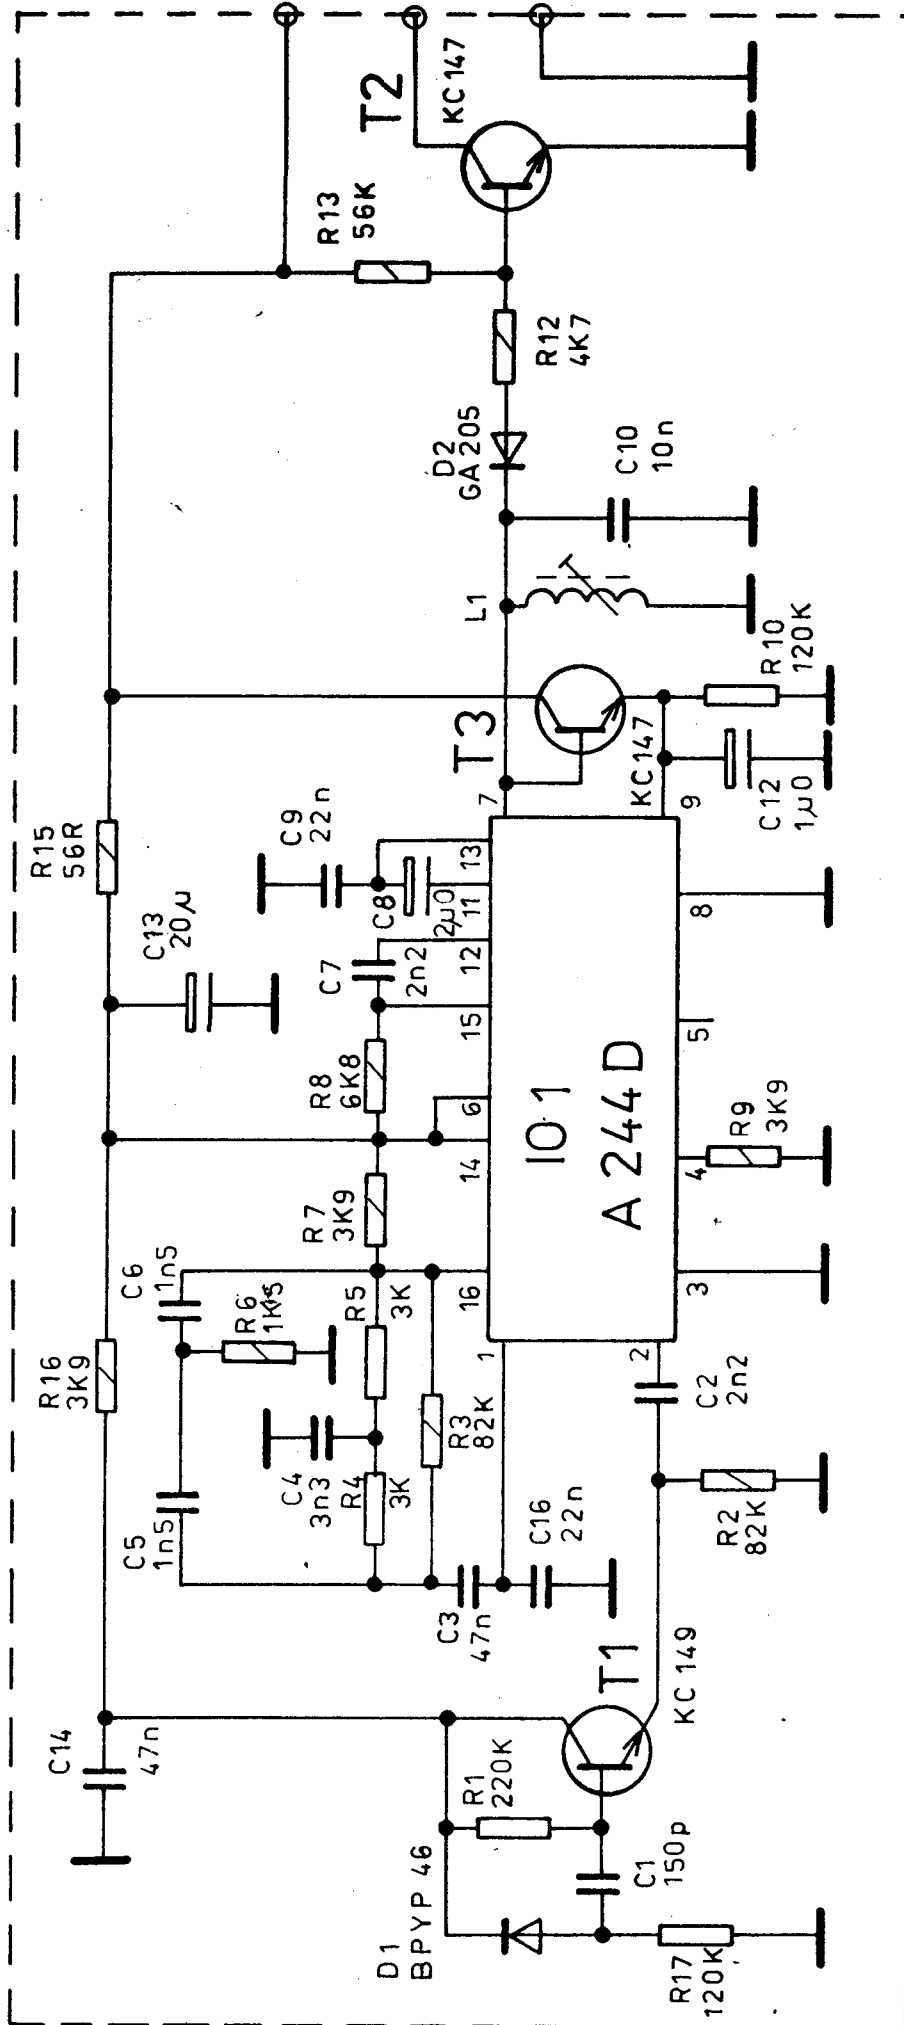 C14
47n
R16
3K9
C13
20μ
R15
56R
C5
1n5
C6
1n5
R6
1K5
C4
3n3
R4
3K
R5
3K
R3
82K
R7
3K9
R8
6K8
C7
2n2
C9
22n
C8
2μ0
R13
56K
T2
KC147
D1
BPYP 46
R1
220K
C1
150p
R17
120K
T1
KC149
C3
47n
C16
22n
R2
82K
C2
2n2
1
2
16
14
6
15
12
11
13
7
IO1
A244D
3
4
5
8
9
R9
3K9
T3
KC147
C12
1μ0
R10
120K
L1
C10
10n
D2
GA205
R12
4K7